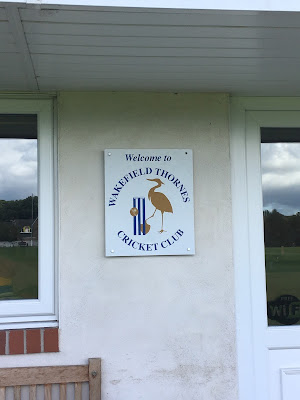 Welcome to
WAKEFIELD THORNES
CRICKET CLUB